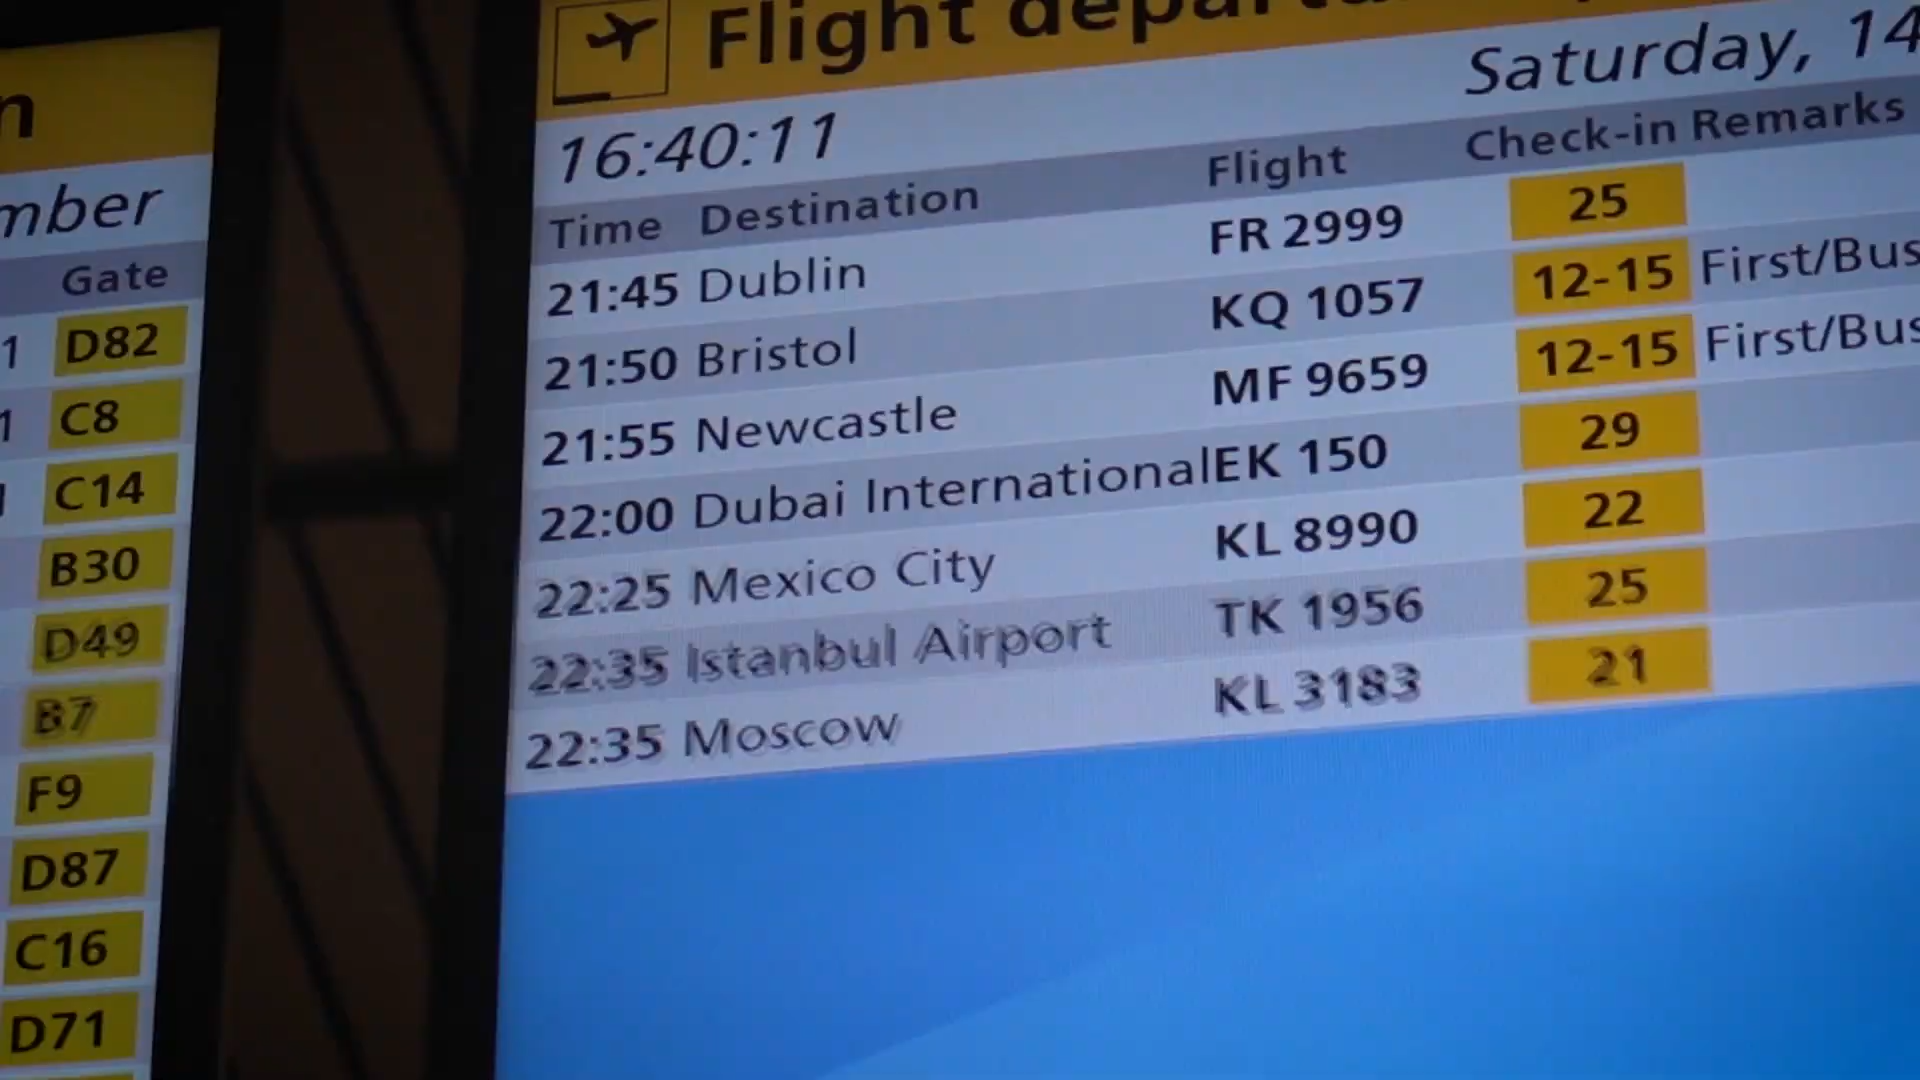 n
mber
Gate
1 D82
1 C8
C14
B30
D49
B7
F9
D87
C16
D71
Flight
16:40:11 Saturday, 14
Time Destination Flight Check-in Remarks
21:45 Dublin FR 2999 25
21:50 Bristol KQ 1057 12-15 First/Bus
21:55 Newcastle MF 9659 12-15 First/Bus
22:00 Dubai International EK 150 29
22:25 Mexico City KL 8990 22
22:35 Istanbul Airport TK 1956 25
22:35 Moscow KL 3183 21